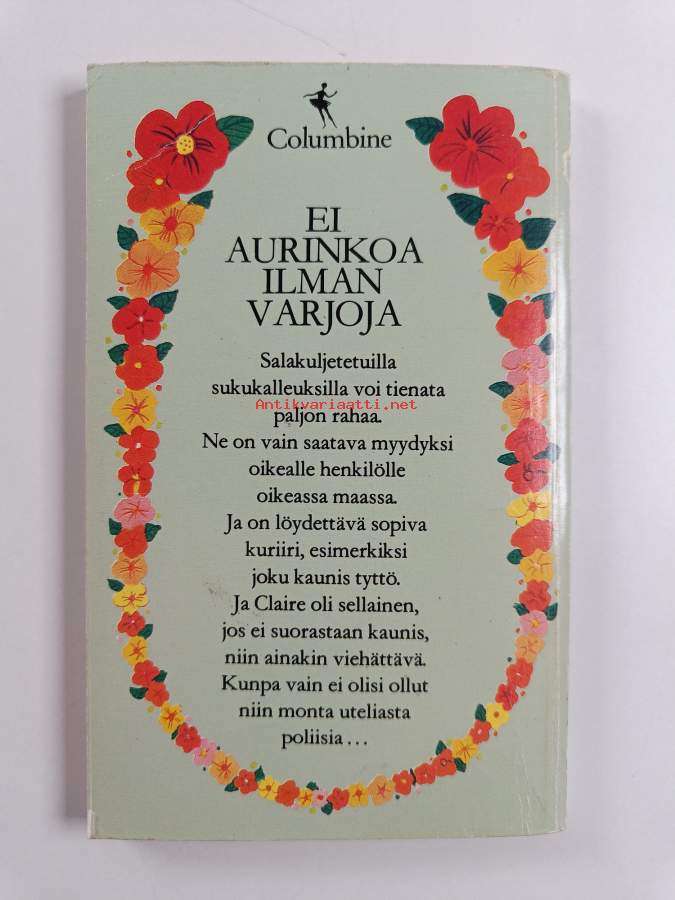 Columbine
EI
AURINKOA
ILMAN
VARJOJA
Salakuljetetuilla
sukukalleuksilla voi tienata
Antikvariaatti.net
paljon rahaa.
Ne on vain saatava myydyksi
oikealle henkilölle
oikeassa maassa.
Ja on löydettävä sopiva
kuriiri, esimerkiksi
joku kaunis tyttö.
Ja Claire oli sellainen,
jos ei suorastaan kaunis,
niin ainakin viehättävä.
Kunpa vain ei olisi ollut
niin monta uteliasta
poliisia...